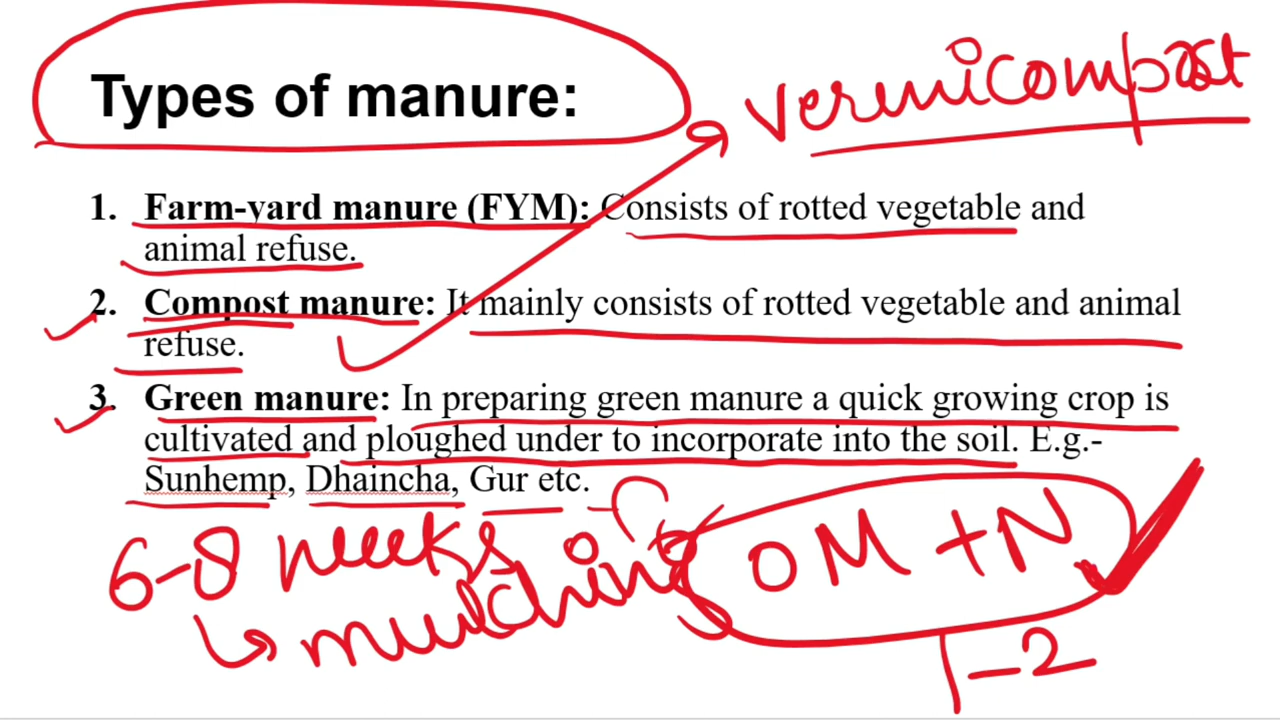 Types of manure:
vermicompost
1. Farm-yard manure (FYM): Consists of rotted vegetable and
animal refuse.
2. Compost manure: It mainly consists of rotted vegetable and animal
refuse.
3. Green manure: In preparing green manure a quick growing crop is
cultivated and ploughed under to incorporate into the soil. E.g.-
Sunhemp, Dhaincha, Gur etc.
6-8 weeks
mulching
OM + N
1-2